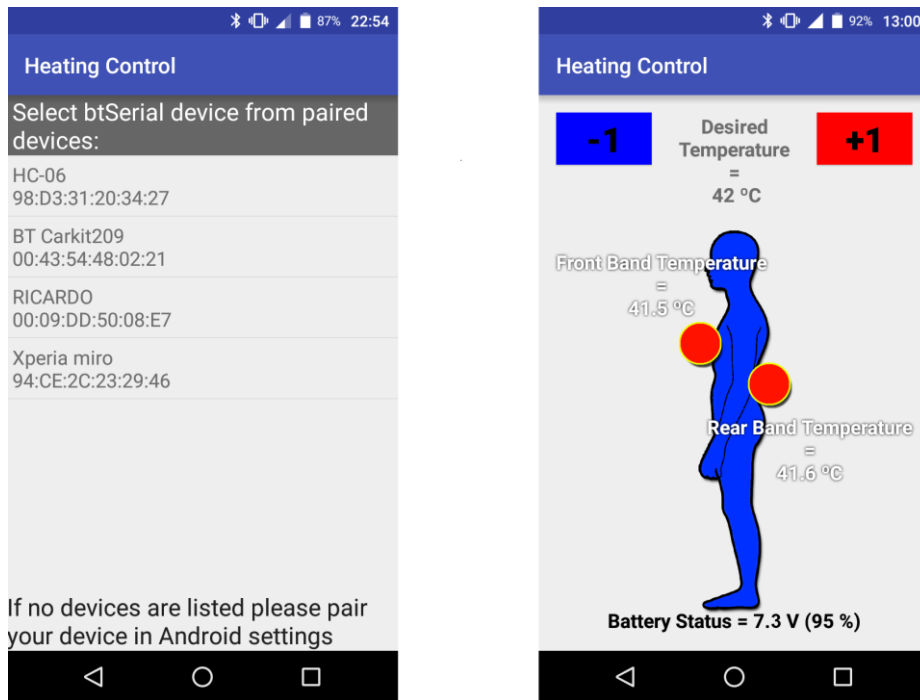 87% 22:54
Heating Control
Select btSerial device from paired
devices:
HC-06
98:D3:31:20:34:27
BT Carkit209
00:43:54:48:02:21
RICARDO
00:09:DD:50:08:E7
Xperia miro
94:CE:2C:23:29:46
If no devices are listed please pair
your device in Android settings
92% 13:00
Heating Control
-1
Desired
Temperature
=
42 ºC
+1
Front Band Temperature
=
41.5 ºC
Rear Band Temperature
=
41.6 ºC
Battery Status = 7.3 V (95 %)